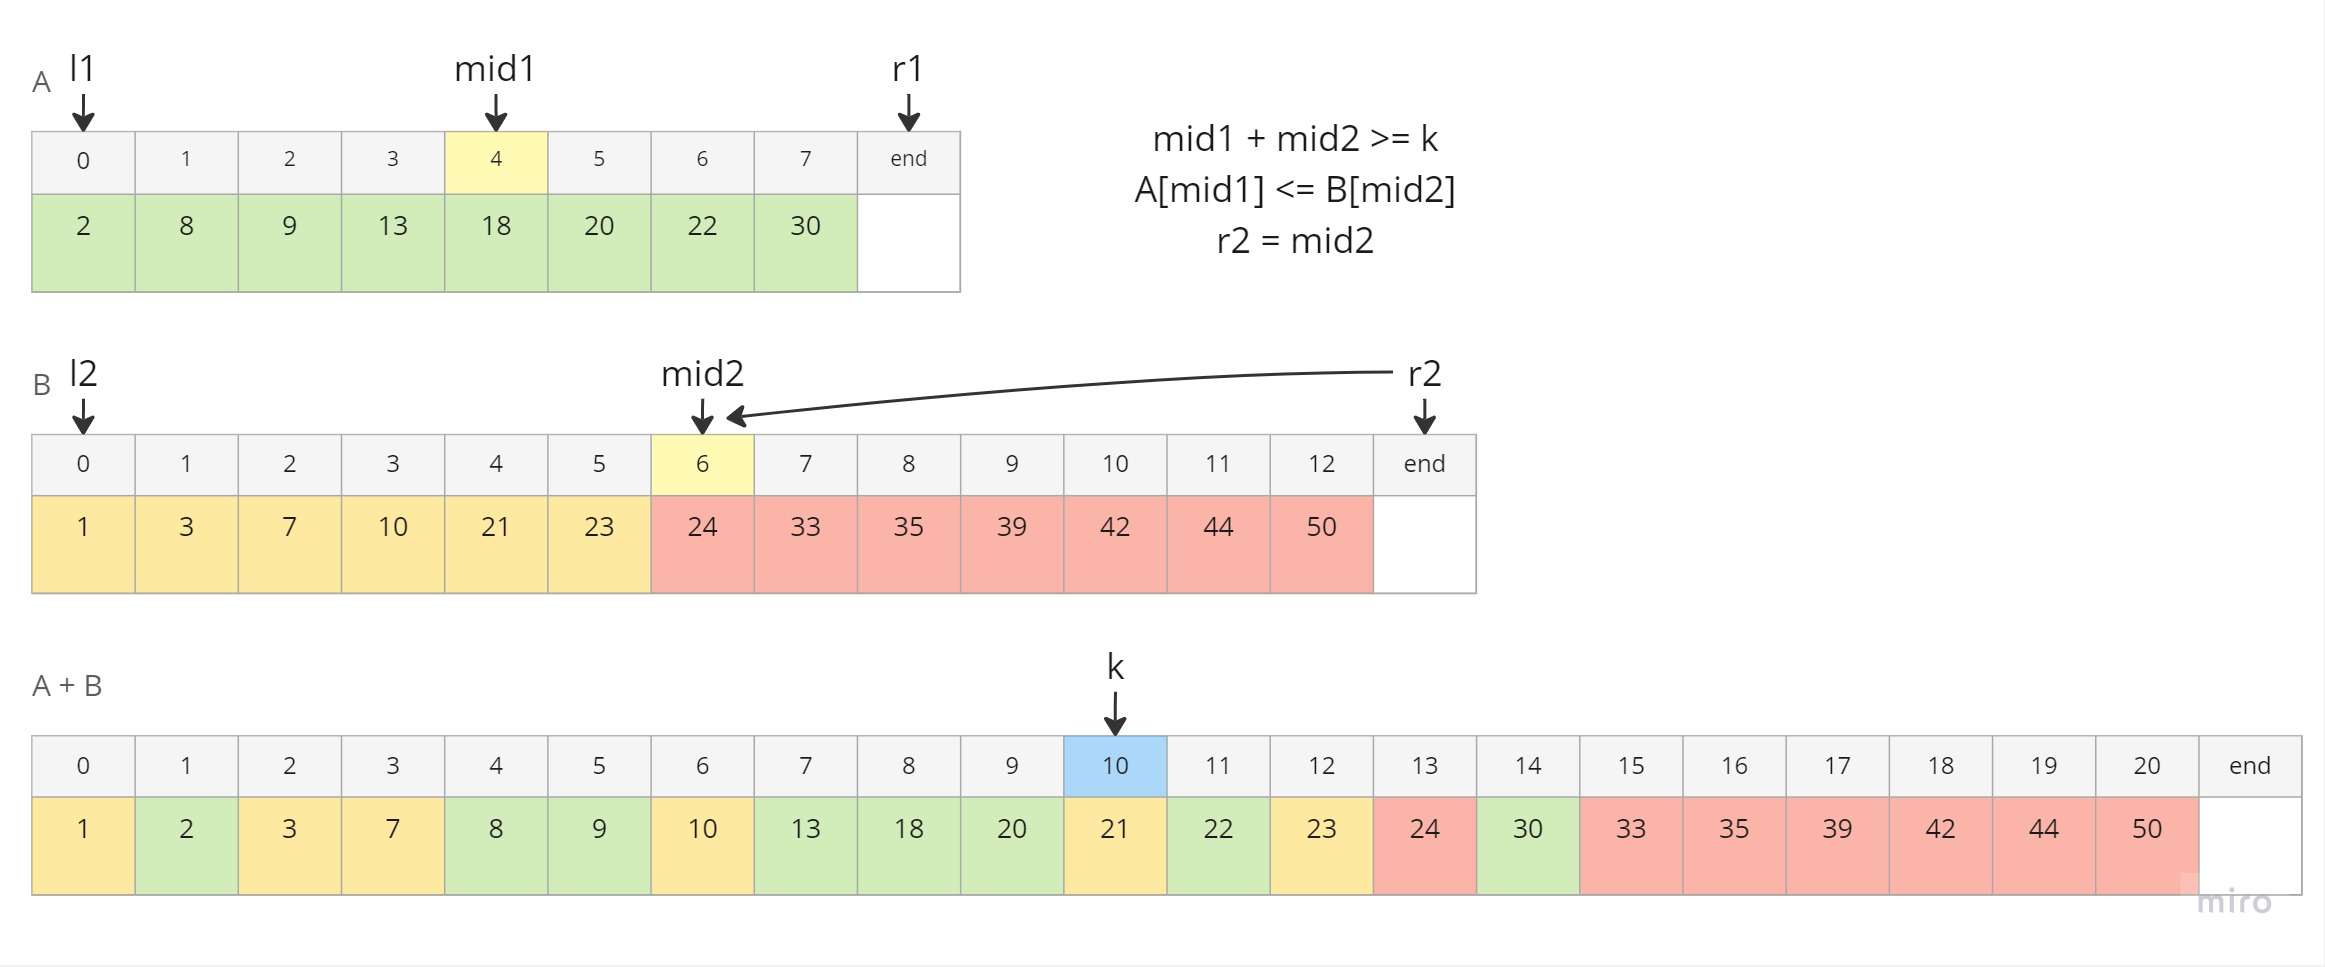 l1 mid1 r1
A
0 1 2 3 4 5 6 7 end
2 8 9 13 18 20 22 30
mid1 + mid2 >= k
A[mid1] <= B[mid2]
r2 = mid2
l2 mid2 r2
B
0 1 2 3 4 5 6 7 8 9 10 11 12 end
1 3 7 10 21 23 24 33 35 39 42 44 50
k
A + B
0 1 2 3 4 5 6 7 8 9 10 11 12 13 14 15 16 17 18 19 20 end
1 2 3 7 8 9 10 13 18 20 21 22 23 24 30 33 35 39 42 44 50
miro